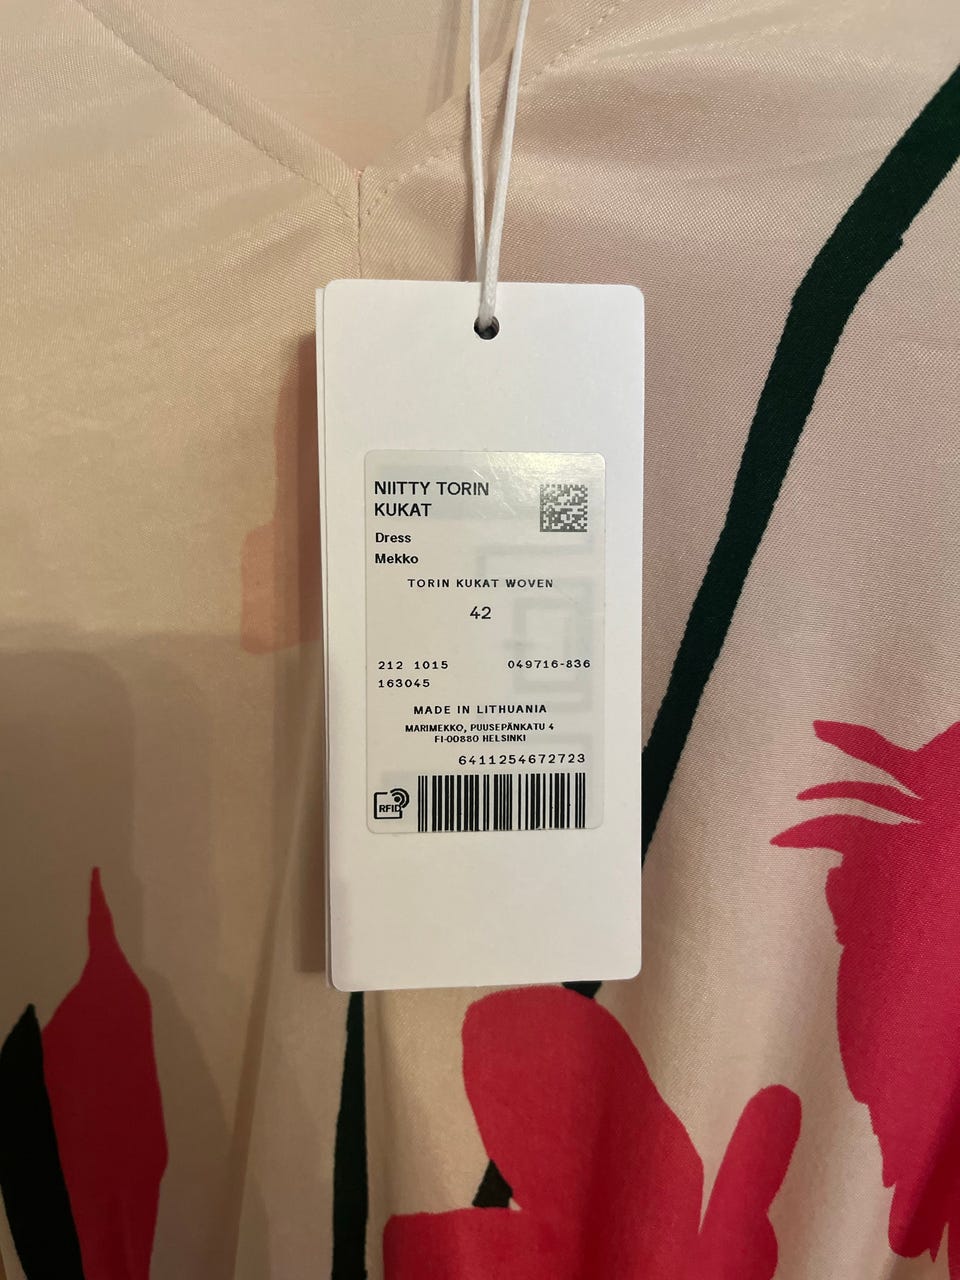 NIITTY TORIN
KUKAT
Dress
Mekko
TORIN KUKAT WOVEN
42
212 1015 049716-836
163045
MADE IN LITHUANIA
MARIMEKKO, PUUSEPÄNKATU 4
FI-00880 HELSINKI
6411254672723
RFID